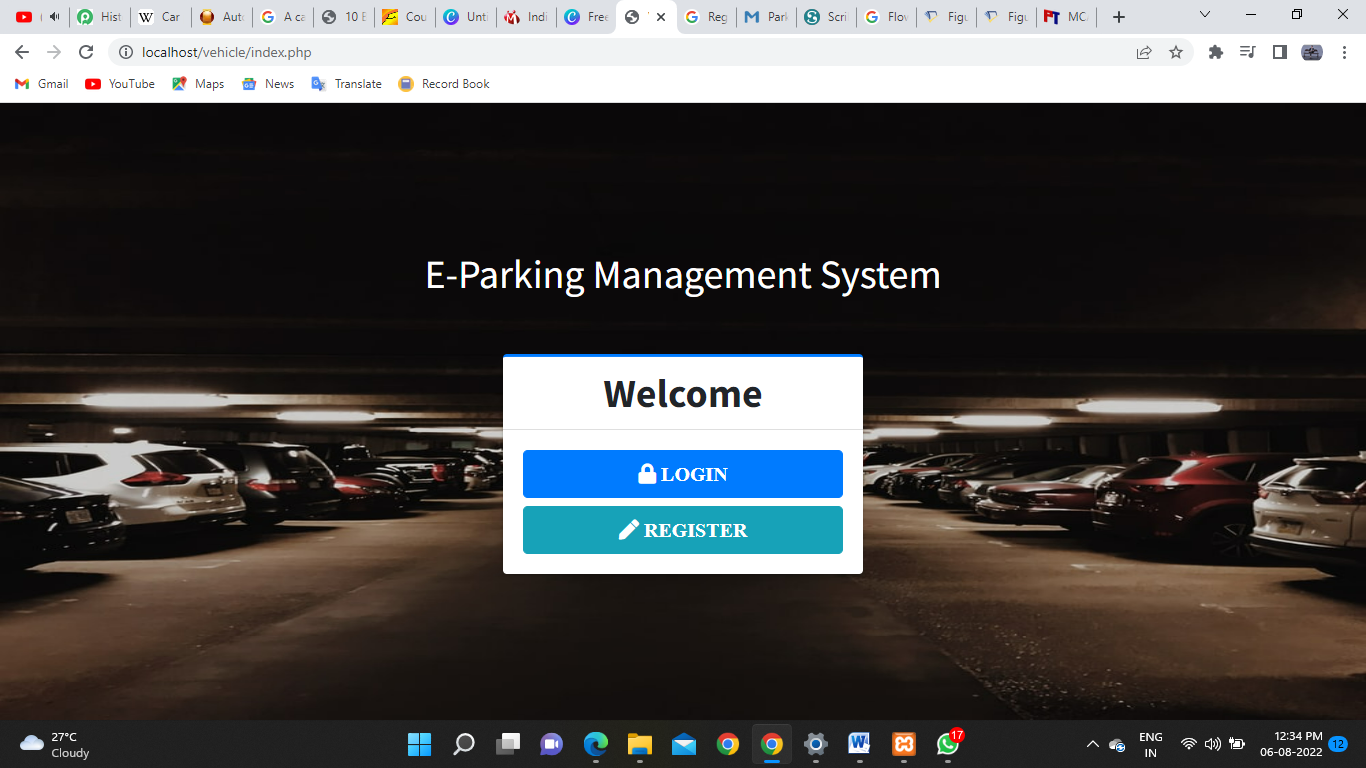 Hist
Car
Auto
A ca
10 E
Cou
Unti
Indi
Free
Reg
Park
Scri
Flov
Figu
Figu
MC
localhost/vehicle/index.php
Gmail
YouTube
Maps
News
Translate
Record Book
E-Parking Management System
Welcome
LOGIN
REGISTER
27°C
Cloudy
17
ENG
IN
12:34 PM
06-08-2022
12